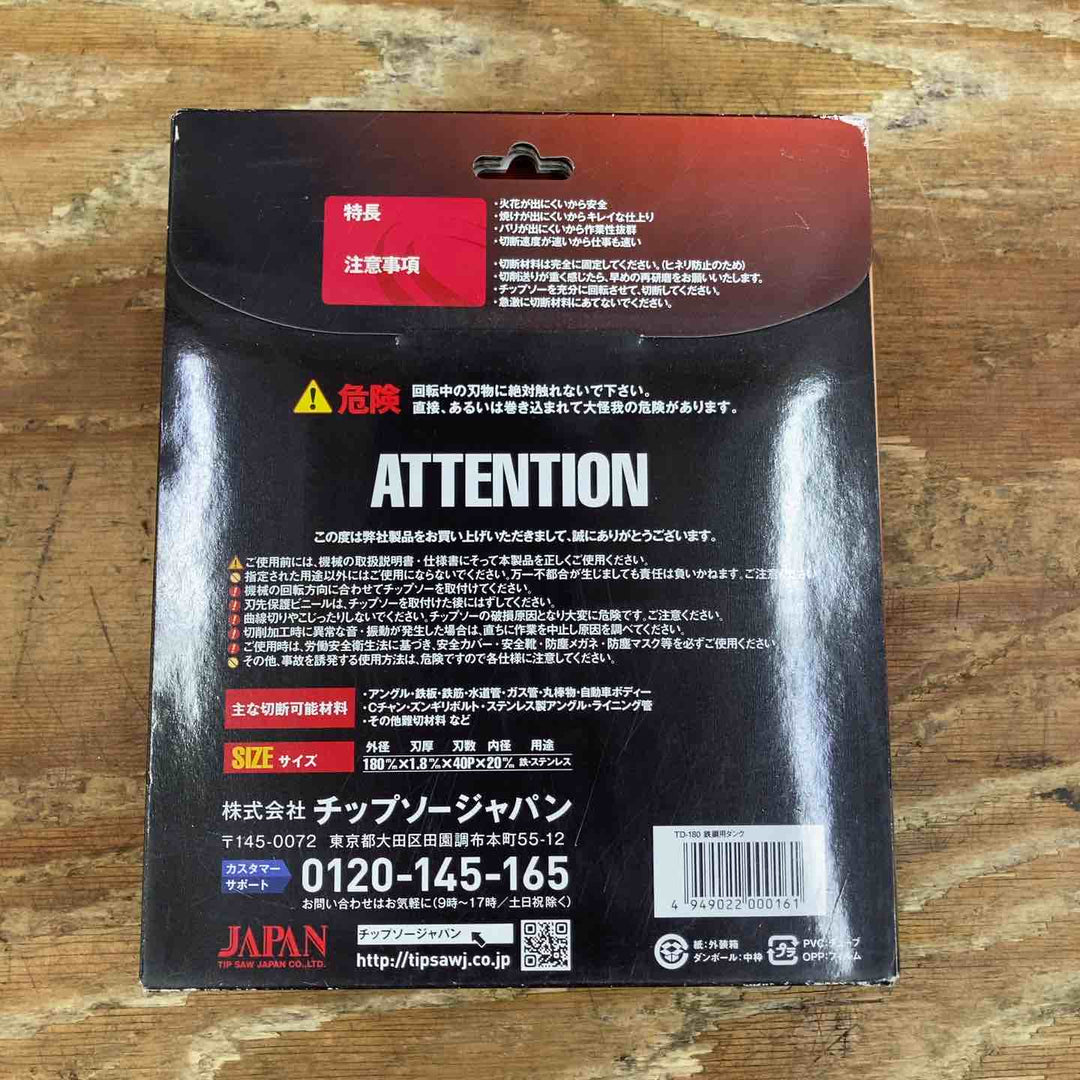 特長
・火花が出にくいから安全
・焼けが出にくいからキレイな仕上り
・バリが出にくいから作業性抜群
・切断速度が速いから仕事も速い
注意事項
・切断材料は完全に固定してください。(ヒネリ防止のため)
・切削送りが重く感じたら、早めの再研磨をお願いいたします。
・チップソーを充分に回転させて、切断してください。
・急激に切断材料にあてないでください。
危険
回転中の刃物に絶対触れないで下さい。
直接、あるいは巻き込まれて大怪我の危険があります。
ATTENTION
この度は弊社製品をお買い上げいただきまして、誠にありがとうございます。
ご使用前には、機械の取扱説明書・仕様書にそって本製品を正しくご使用ください。
指定された用途以外にはご使用にならないでください。万一不都合が生じましても責任は負いかねます。ご注意ください
機械の回転方向に合わせてチップソーを取付けてください。
刃先保護ビニールは、チップソーを取付けた後にはずしてください。
曲線切りやこじったりしないでください。チップソーの破損原因となり大変に危険です。ご注意ください。
切削加工時に異常な音・振動が発生した場合は、直ちに作業を中止し原因を調べてください。
ご使用時は、労働安全衛生法に基づき、安全カバー・安全靴・防塵メガネ・防塵マスク等を必ずご使用ください。
その他、事故を誘発する使用方法は、危険ですので各仕様に注意してください。
主な切断可能材料
・アングル・鉄板・鉄筋・水道管・ガス管・丸棒物・自動車ボディー
・Cチャン・ズンギリボルト・ステンレス製アングル・ライニング管
・その他難切材料 など
SIZE サイズ
外径 刃厚 刃数 内径 用途
180m/m×1.8m/m×40P×20m/m 鉄・ステンレス
株式会社 チップソージャパン
〒145-0072 東京都大田区田園調布本町55-12
カスタマーサポート
0120-145-165
お問い合わせはお気軽に(9時〜17時/土日祝除く)
JAPAN
TIP SAW JAPAN CO.,LTD.
チップソージャパン
http://tipsawj.co.jp
TD-180 鉄鋼用タンク
4 949022 000161
紙:外装箱
ダンボール:中枠
プラ
PVC:チューブ
OPP:フィルム